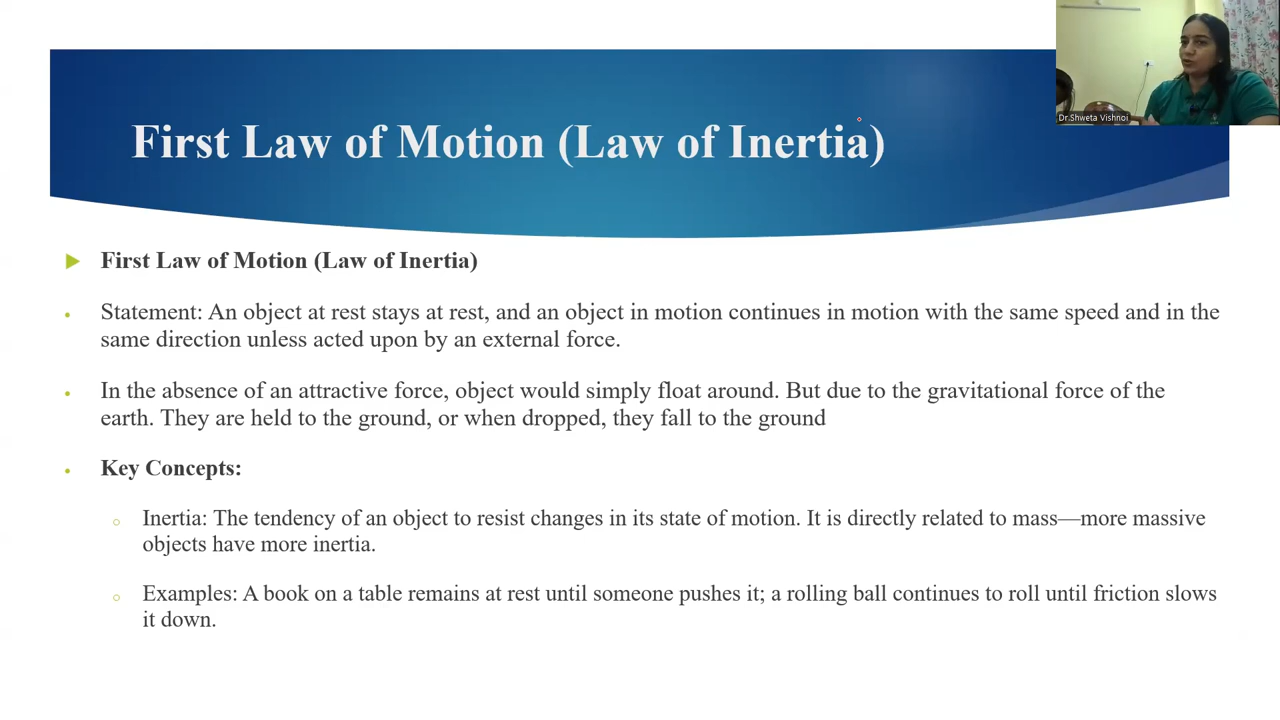 First Law of Motion (Law of Inertia)
Dr.Shweta Vishnoi
First Law of Motion (Law of Inertia)
Statement: An object at rest stays at rest, and an object in motion continues in motion with the same speed and in the
same direction unless acted upon by an external force.
In the absence of an attractive force, object would simply float around. But due to the gravitational force of the
earth. They are held to the ground, or when dropped, they fall to the ground
Key Concepts:
Inertia: The tendency of an object to resist changes in its state of motion. It is directly related to mass—more massive
objects have more inertia.
Examples: A book on a table remains at rest until someone pushes it; a rolling ball continues to roll until friction slows
it down.